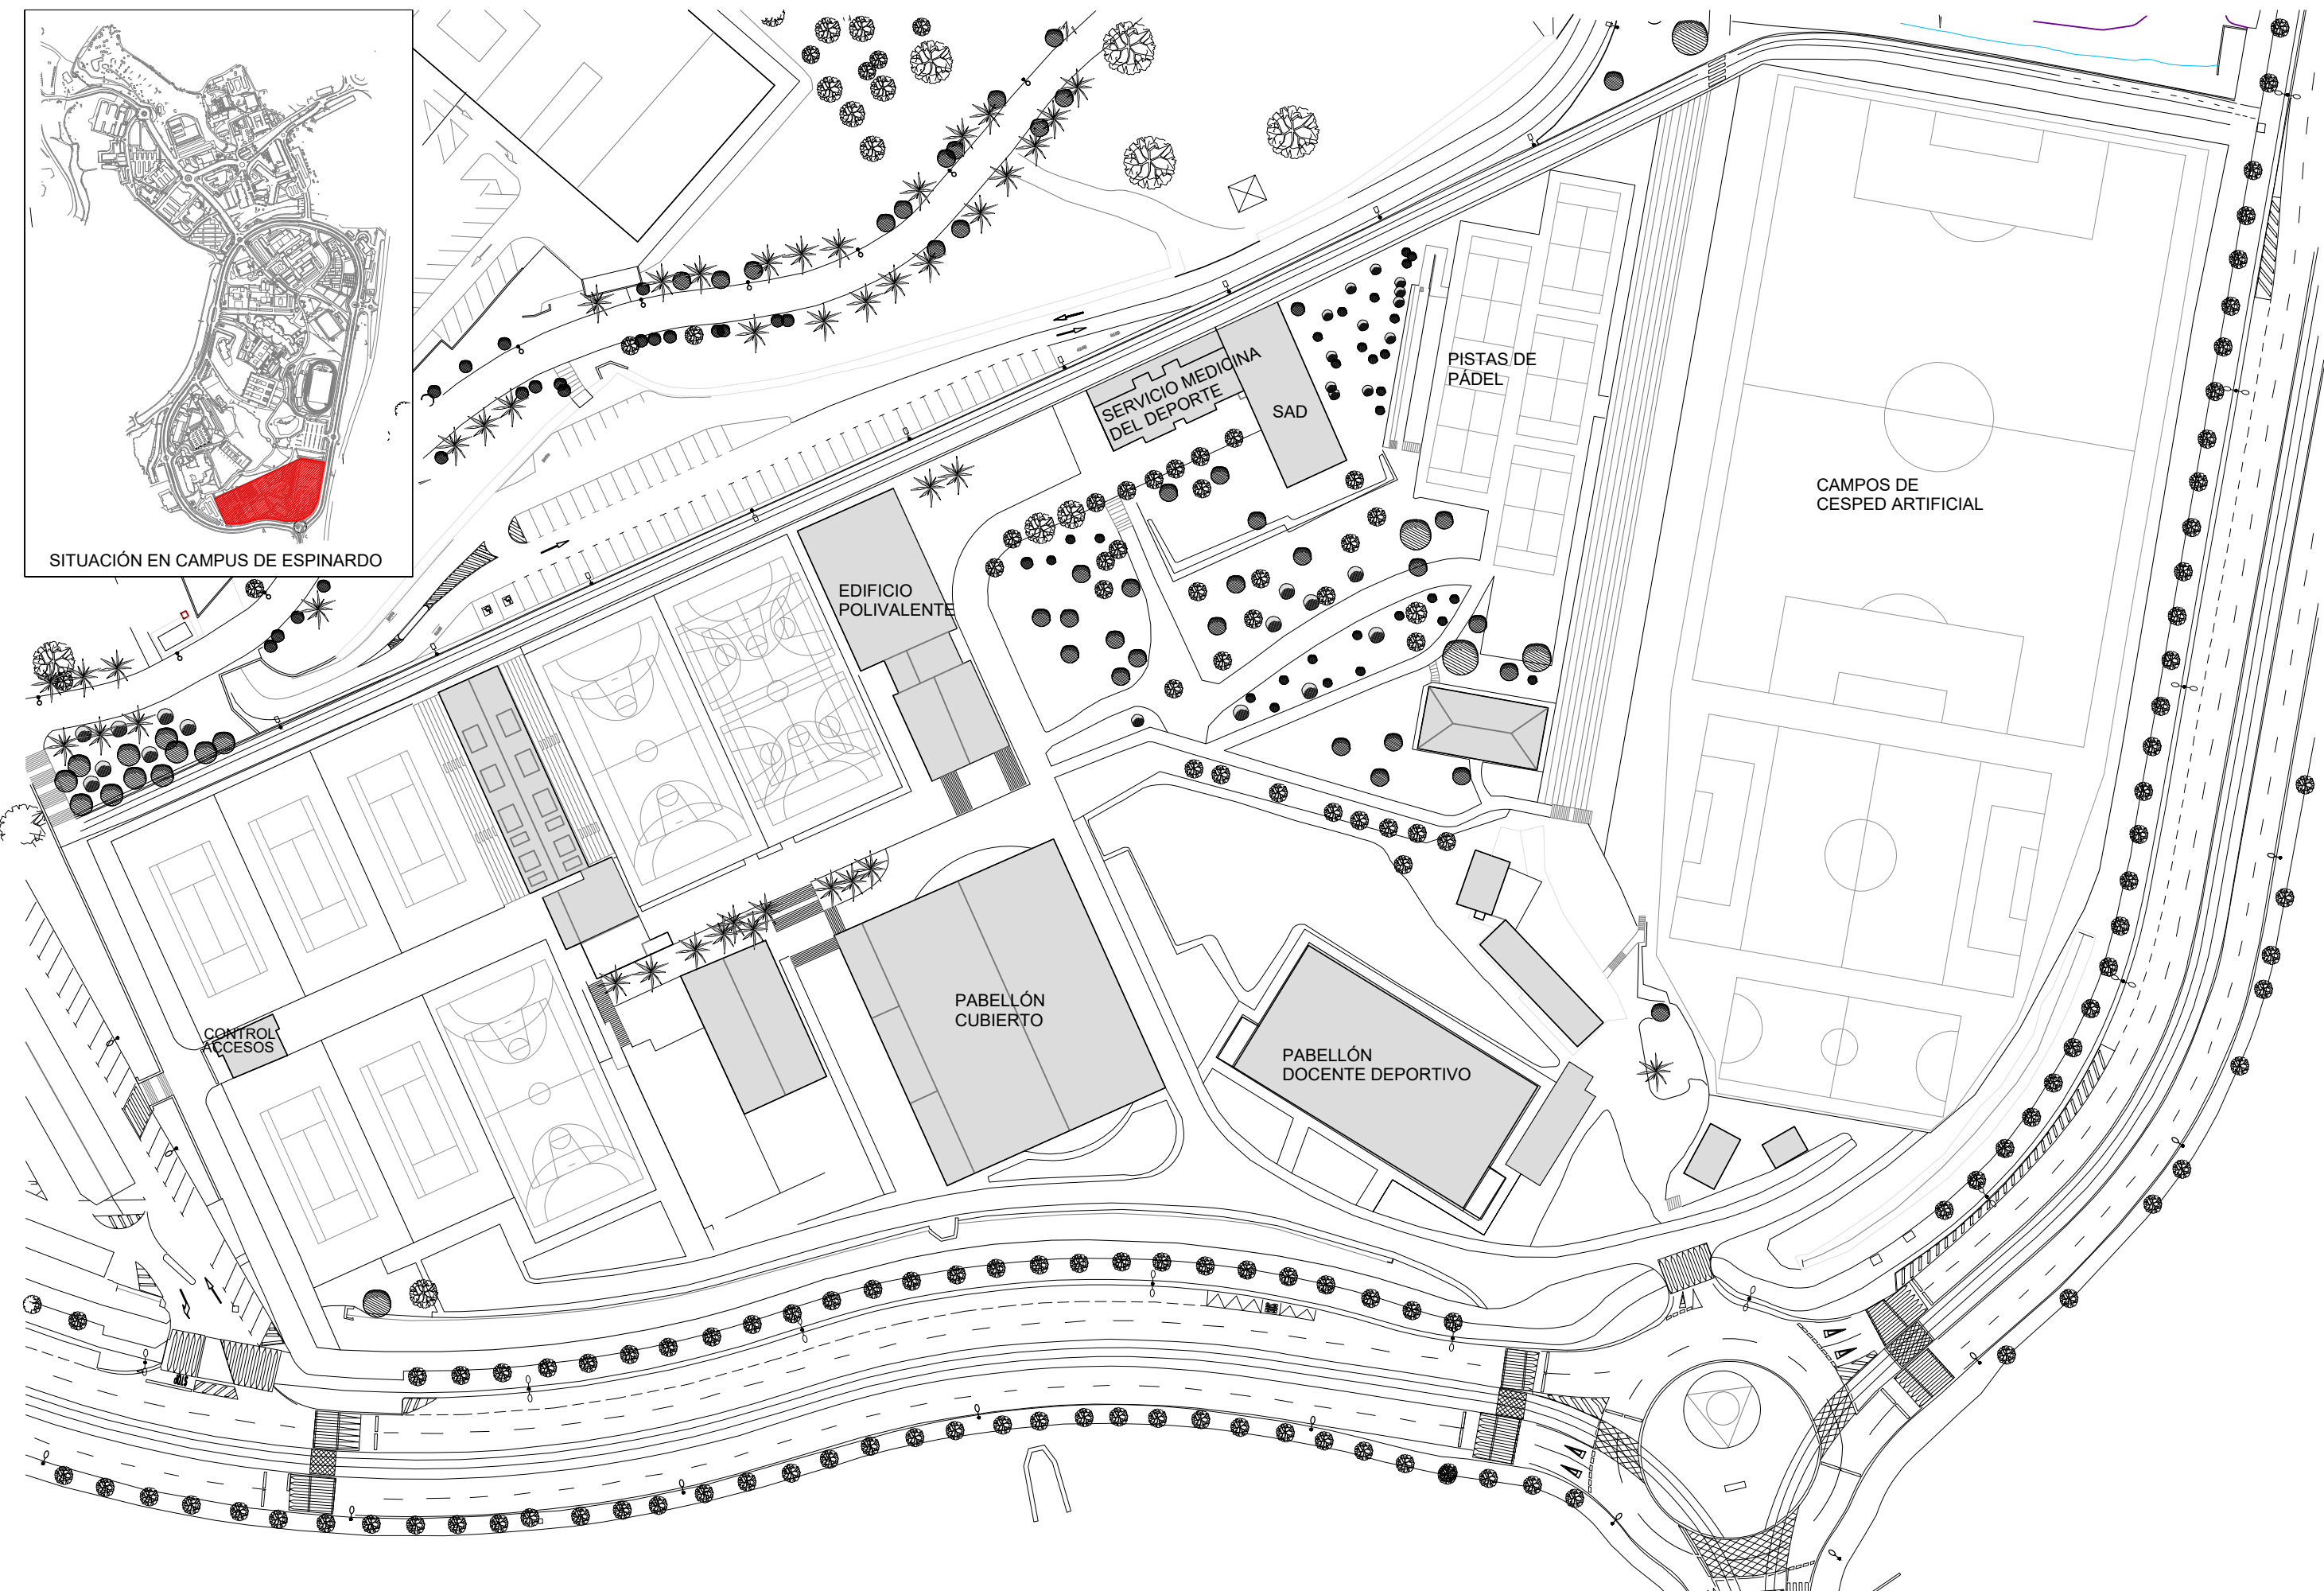 SITUACIÓN EN CAMPUS DE ESPINARDO
PISTAS DE
PÁDEL
SERVICIO MEDICINA
DEL DEPORTE
SAD
CAMPOS DE
CESPED ARTIFICIAL
EDIFICIO
POLIVALENTE
PABELLÓN
CUBIERTO
CONTROL
ACCESOS
PABELLÓN
DOCENTE DEPORTIVO